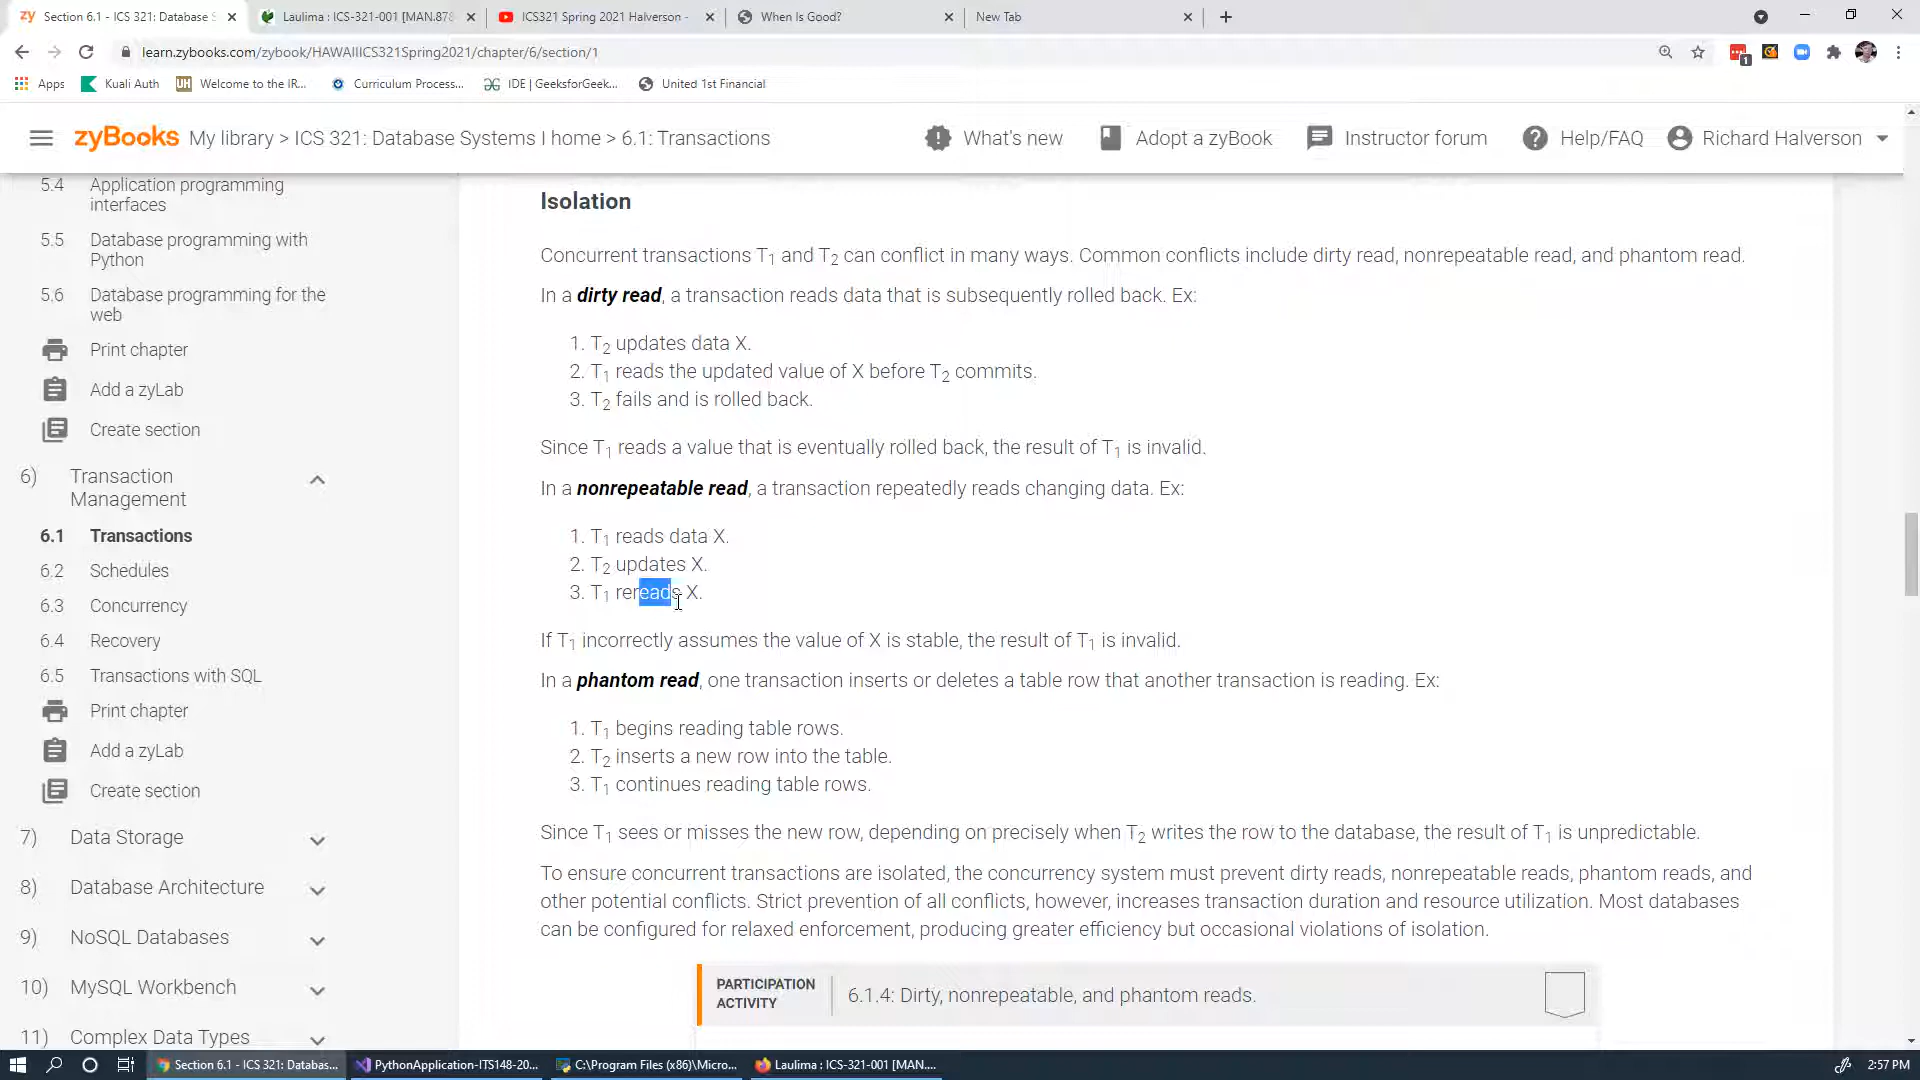 Section 6.1 - ICS 321: Database S
Laulima : ICS-321-001 [MAN.878
ICS321 Spring 2021 Halverson -
When Is Good?
New Tab
learn.zybooks.com/zybook/HAWAIIICS321Spring2021/chapter/6/section/1
1
Apps
Kuali Auth
UH Welcome to the IR...
Curriculum Process...
IDE | GeeksforGeek...
United 1st Financial
zyBooks My library > ICS 321: Database Systems I home > 6.1: Transactions
What's new
Adopt a zyBook
Instructor forum
Help/FAQ
Richard Halverson
5.4 Application programming
interfaces
5.5 Database programming with
Python
5.6 Database programming for the
web
Print chapter
Add a zyLab
Create section
6) Transaction
Management
6.1 Transactions
6.2 Schedules
6.3 Concurrency
6.4 Recovery
6.5 Transactions with SQL
Print chapter
Add a zyLab
Create section
7) Data Storage
8) Database Architecture
9) NoSQL Databases
10) MySQL Workbench
11) Complex Data Types
Isolation
Concurrent transactions T1 and T2 can conflict in many ways. Common conflicts include dirty read, nonrepeatable read, and phantom read.
In a dirty read, a transaction reads data that is subsequently rolled back. Ex:
1. T2 updates data X.
2. T1 reads the updated value of X before T2 commits.
3. T2 fails and is rolled back.
Since T1 reads a value that is eventually rolled back, the result of T1 is invalid.
In a nonrepeatable read, a transaction repeatedly reads changing data. Ex:
1. T1 reads data X.
2. T2 updates X.
3. T1 rereads X.
If T1 incorrectly assumes the value of X is stable, the result of T1 is invalid.
In a phantom read, one transaction inserts or deletes a table row that another transaction is reading. Ex:
1. T1 begins reading table rows.
2. T2 inserts a new row into the table.
3. T1 continues reading table rows.
Since T1 sees or misses the new row, depending on precisely when T2 writes the row to the database, the result of T1 is unpredictable.
To ensure concurrent transactions are isolated, the concurrency system must prevent dirty reads, nonrepeatable reads, phantom reads, and
other potential conflicts. Strict prevention of all conflicts, however, increases transaction duration and resource utilization. Most databases
can be configured for relaxed enforcement, producing greater efficiency but occasional violations of isolation.
PARTICIPATION
ACTIVITY
6.1.4: Dirty, nonrepeatable, and phantom reads.
Section 6.1 - ICS 321: Databas...
PythonApplication-ITS148-20...
C:\Program Files (x86)\Micro...
Laulima : ICS-321-001 [MAN....
2:57 PM